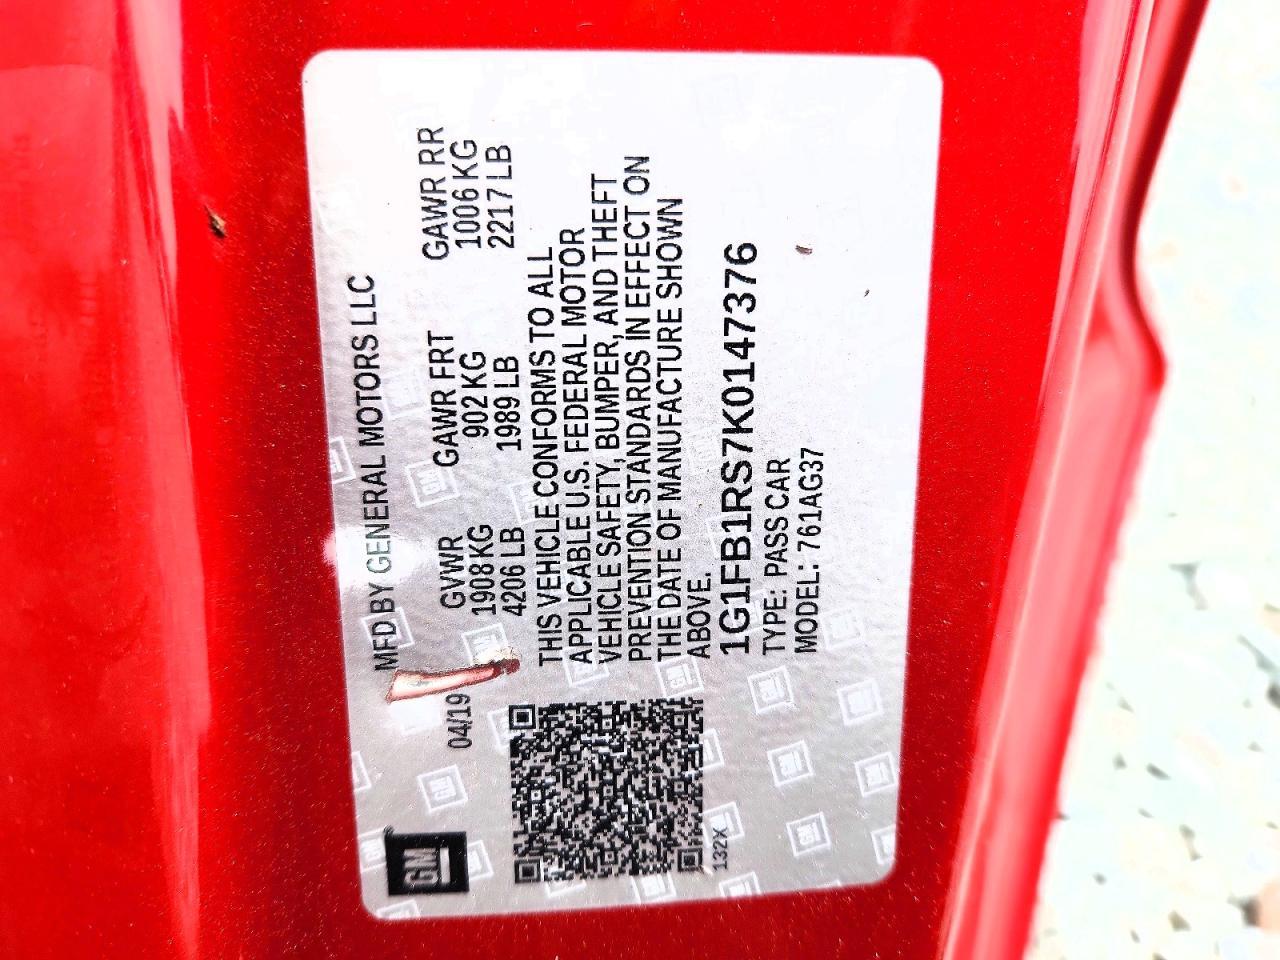 GM
MFD BY GENERAL MOTORS LLC
04/19
GVWR GAWR FRT GAWR RR
1908 KG 902 KG 1006 KG
4206 LB 1989 LB 2217 LB
THIS VEHICLE CONFORMS TO ALL
APPLICABLE U.S. FEDERAL MOTOR
VEHICLE SAFETY, BUMPER, AND THEFT
PREVENTION STANDARDS IN EFFECT ON
THE DATE OF MANUFACTURE SHOWN
ABOVE.
1G1FB1RS7K0147376
TYPE: PASS CAR
MODEL: 761AG37
132X